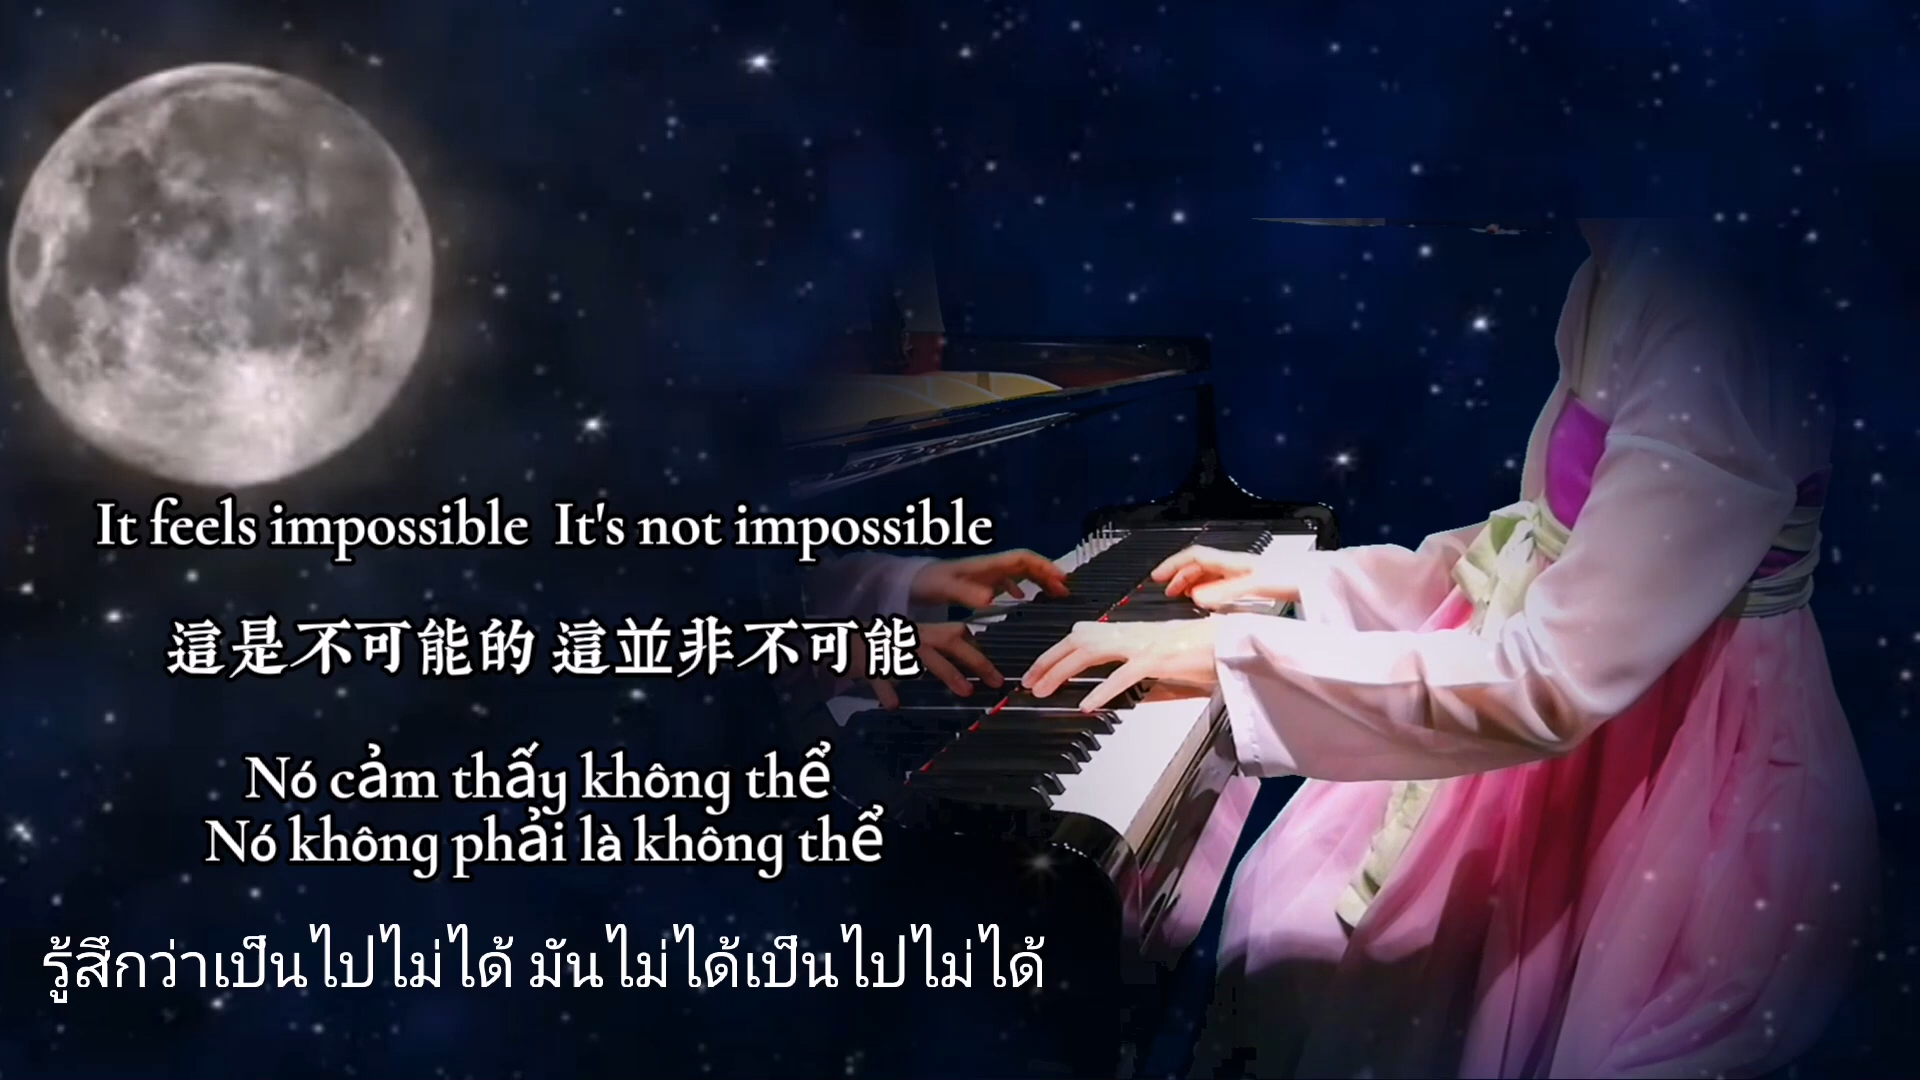 It feels impossible It's not impossible
這是不可能的 這並非不可能
Nó cảm thấy không thể
Nó không phải là không thể
รู้สึกว่าเป็นไปไม่ได้ มันไม่ได้เป็นไปไม่ได้